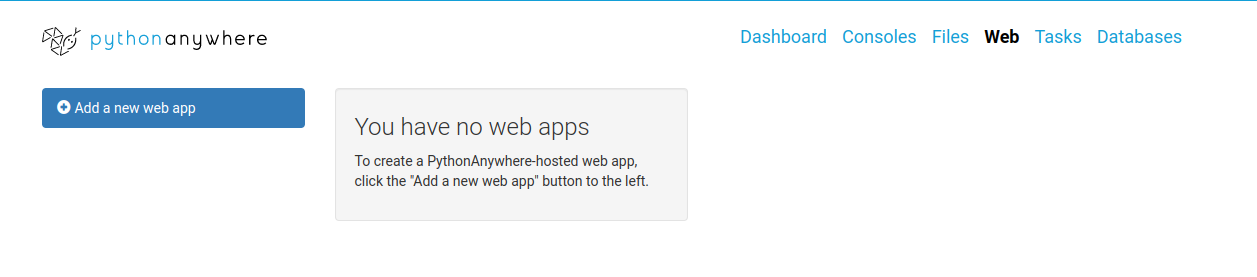 pythonanywhere
Dashboard Consoles Files Web Tasks Databases
Add a new web app
You have no web apps
To create a PythonAnywhere-hosted web app,
click the "Add a new web app" button to the left.